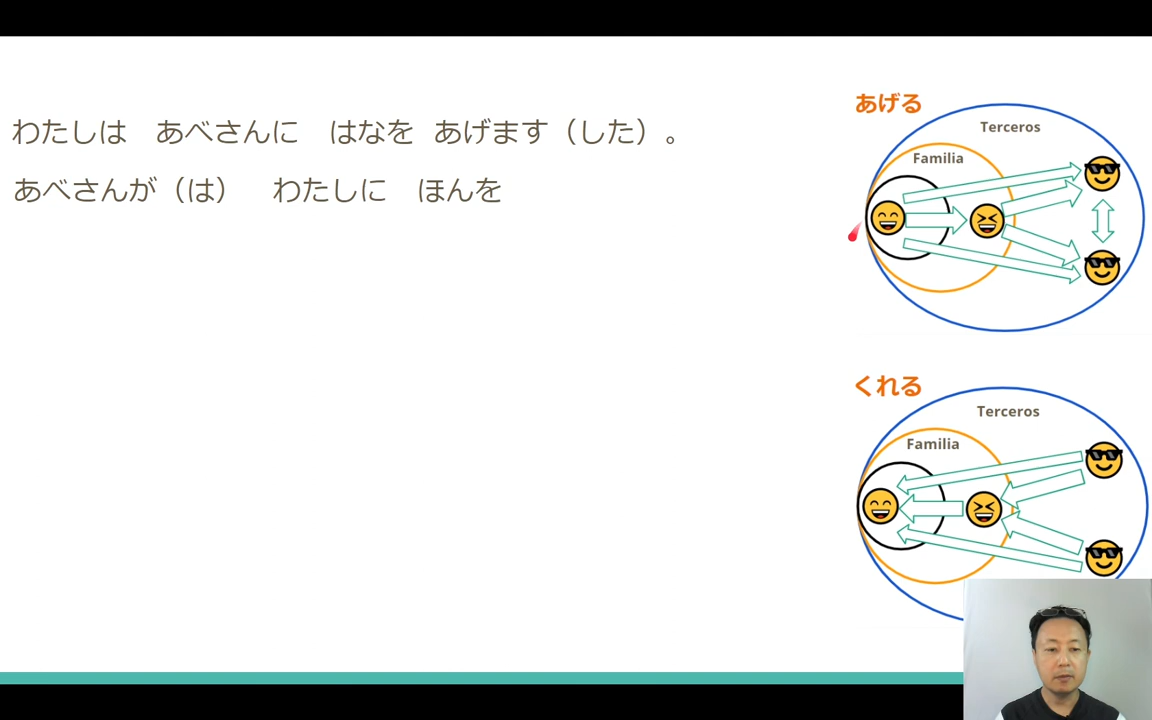 わたしは　あべさんに　はなを　あげます（した）。
あべさんが（は）　わたしに　ほんを
あげる
Terceros
Familia
くれる
Terceros
Familia